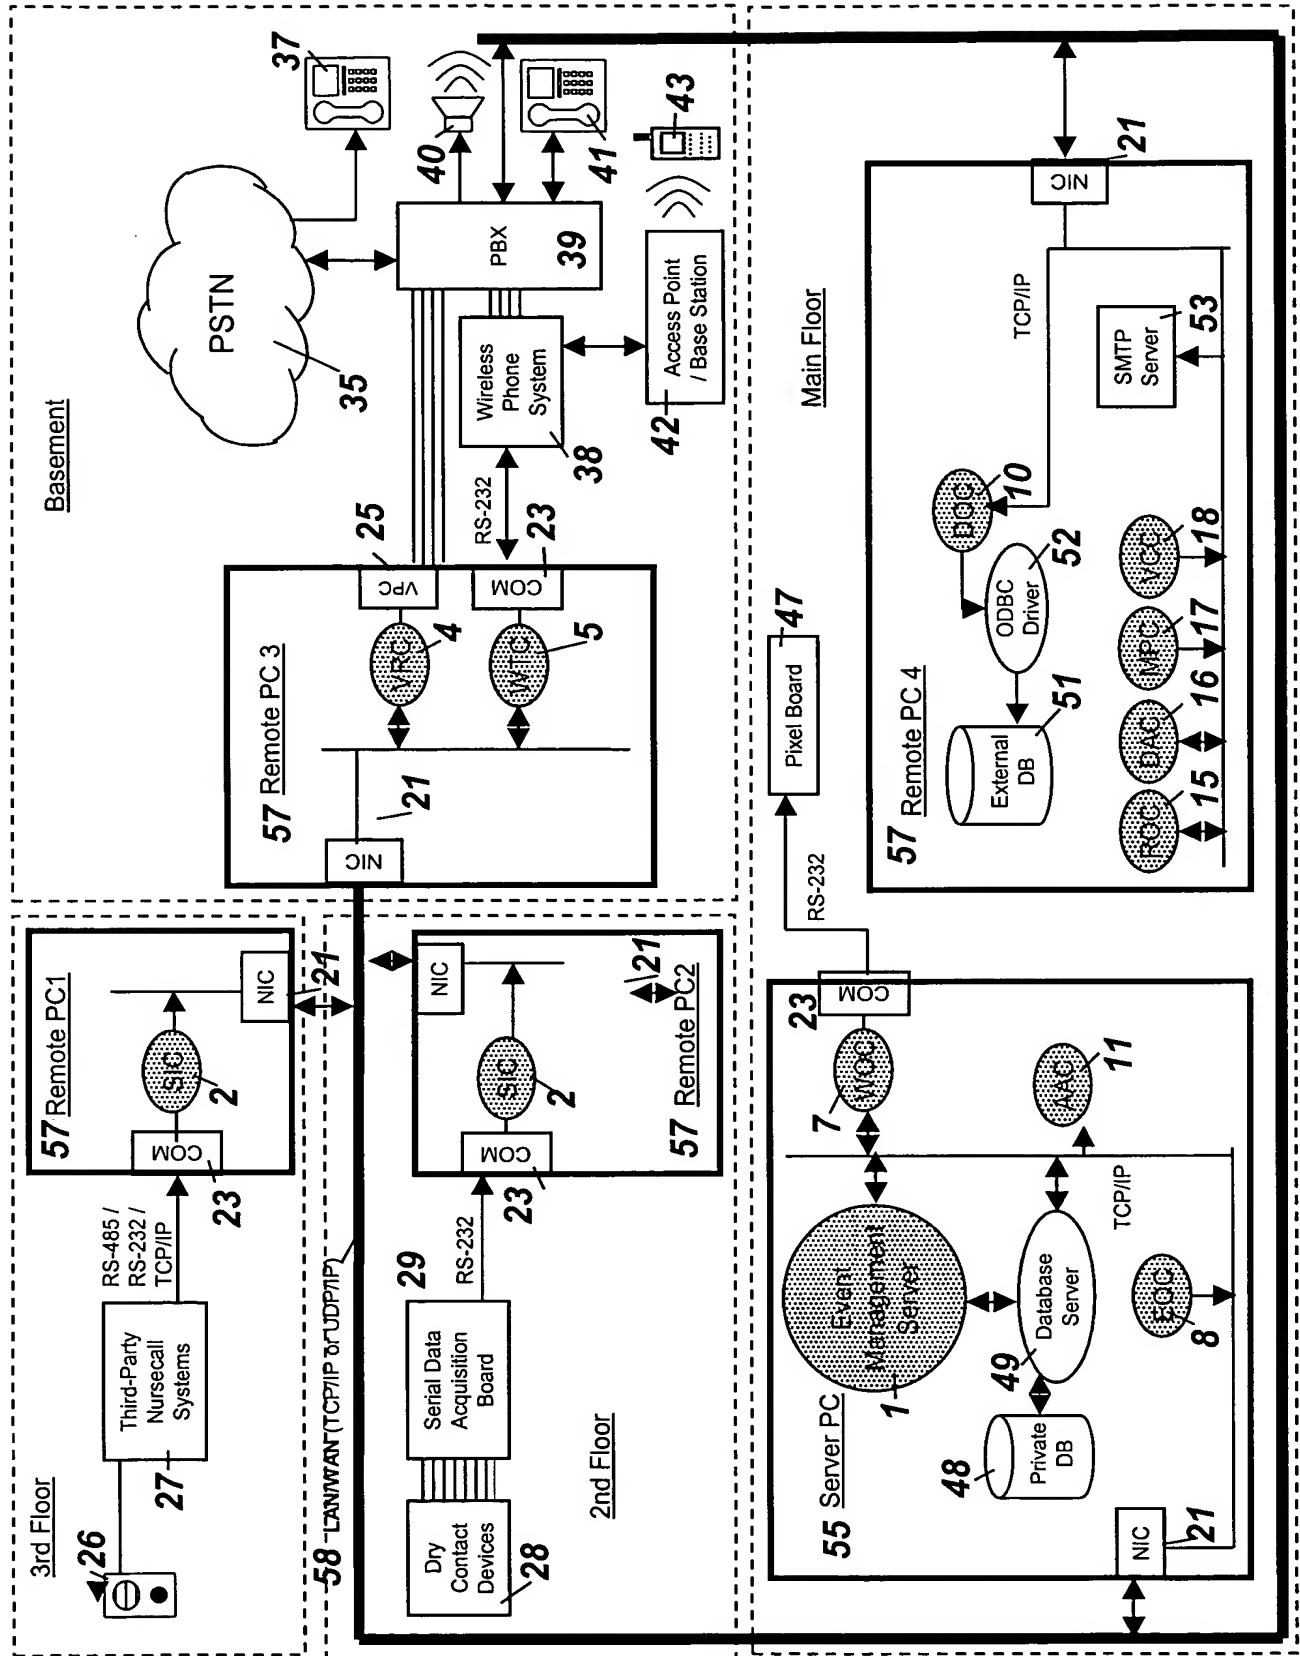 3rd Floor
26
Third-Party
Nursecall
Systems
27
RS-485 /
RS-232 /
TCP/IP
57 Remote PC1
COM
23
SIC
2
NIC
21
58 LAN/WAN (TCP/IP or UDP/IP)
2nd Floor
Dry
Contact
Devices
28
Serial Data
Acquisition
Board
29
RS-232
57 Remote PC2
COM
23
SIC
2
NIC
21
Basement
57 Remote PC 3
NIC
21
VRC
4
WTC
5
VPC
25
COM
23
RS-232
PSTN
35
37
Wireless
Phone
System
38
PBX
39
40
41
Access Point
/ Base Station
42
43
55 Server PC
Event
Management
Server
1
Private
DB
48
Database
Server
49
WOC
7
COM
23
AAC
11
EOC
8
TCP/IP
NIC
21
RS-232
Pixel Board
47
Main Floor
57 Remote PC 4
External
DB
51
ODBC
Driver
52
DOC
10
ROC
15
DAC
16
MPC
17
VCC
18
SMTP
Server
53
TCP/IP
NIC
21